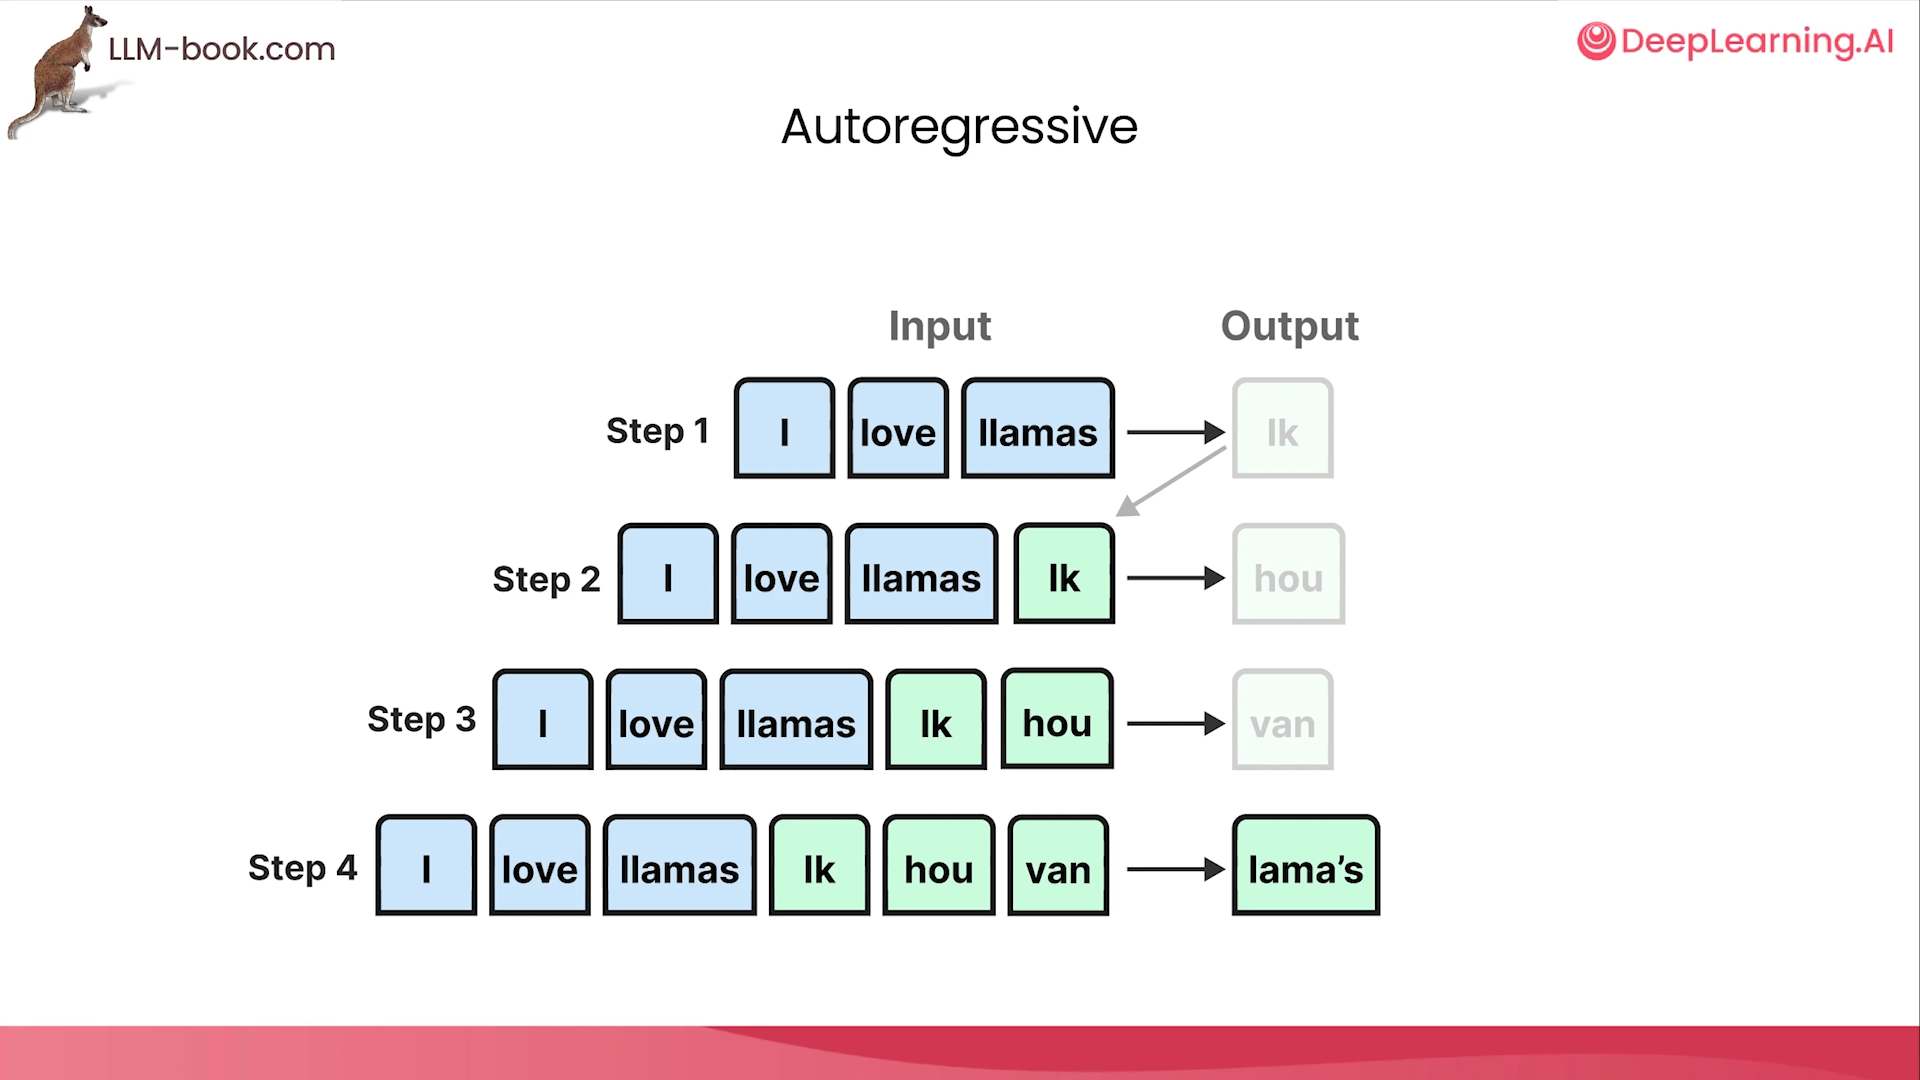 LLM-book.com
DeepLearning.AI
Autoregressive
Input Output
Step 1 I love llamas Ik
Step 2 I love llamas Ik hou
Step 3 I love llamas Ik hou van
Step 4 I love llamas Ik hou van lama’s